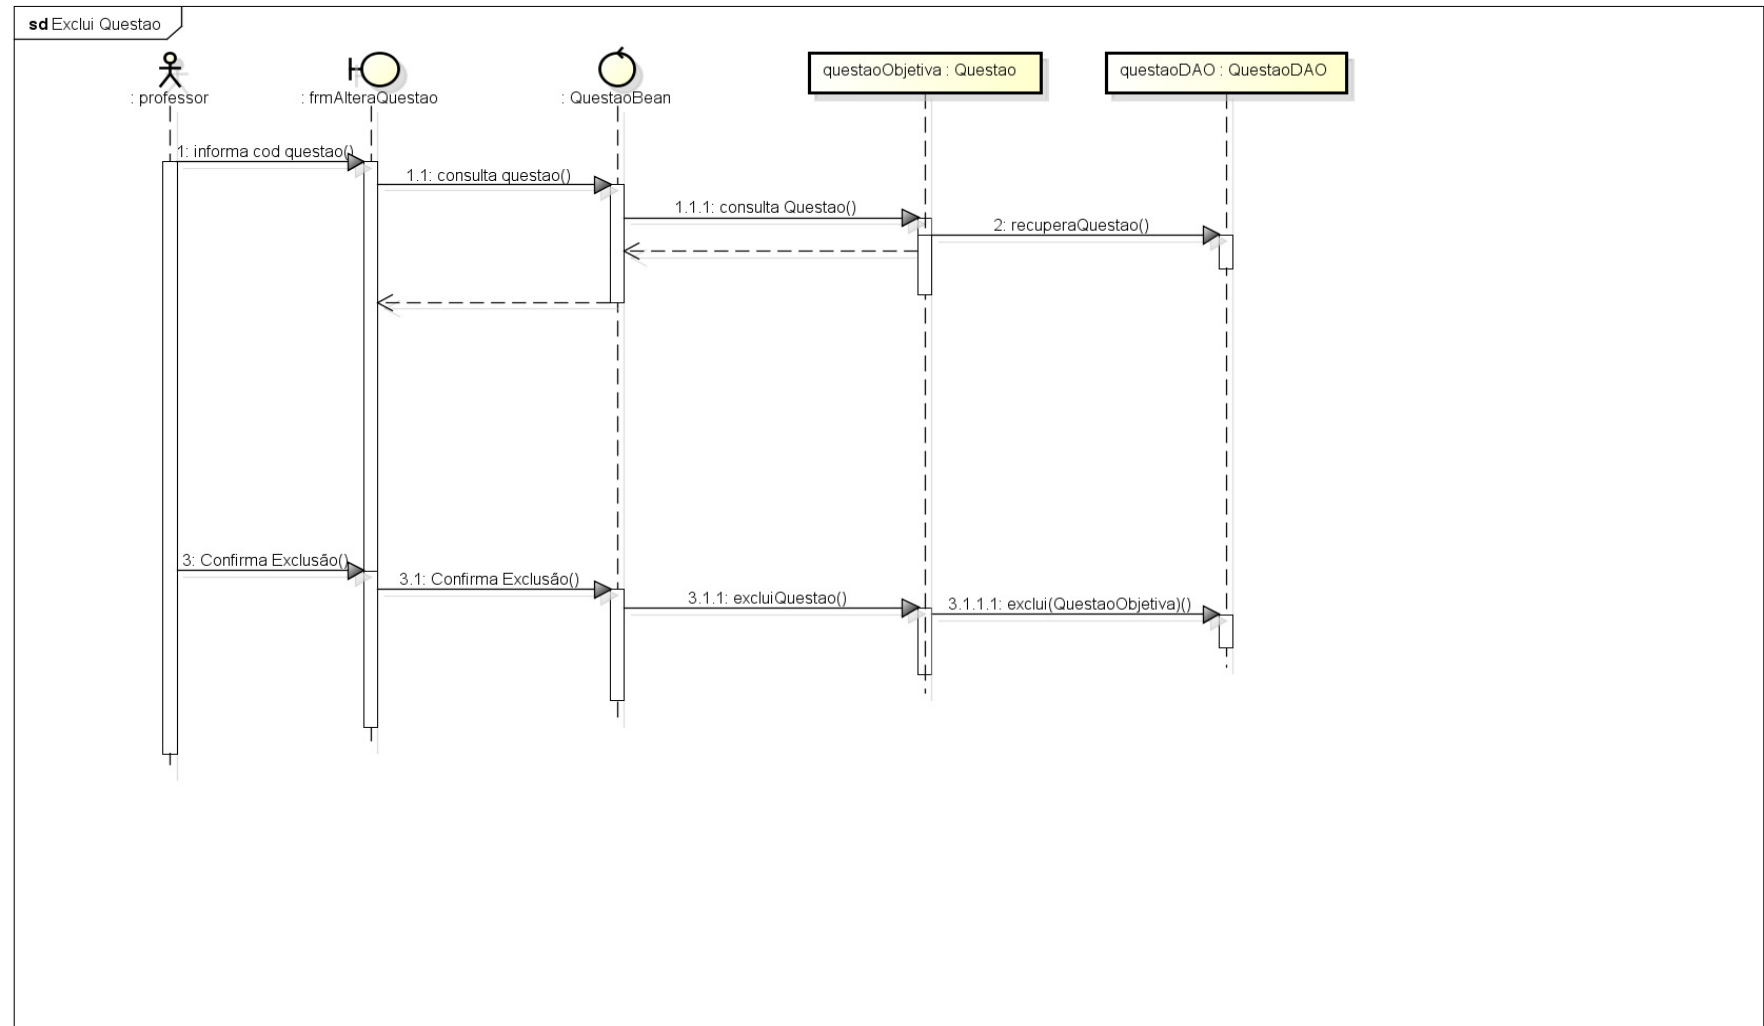 sd Exclui Questao
: professor
: frmAlteraQuestao
: QuestaoBean
questaoObjetiva : Questao
questaoDAO : QuestaoDAO
1: informa cod questao()
1.1: consulta questao()
1.1.1: consulta Questao()
2: recuperaQuestao()
3: Confirma Exclusão()
3.1: Confirma Exclusão()
3.1.1: excluiQuestao()
3.1.1.1: exclui(QuestaoObjetiva)()